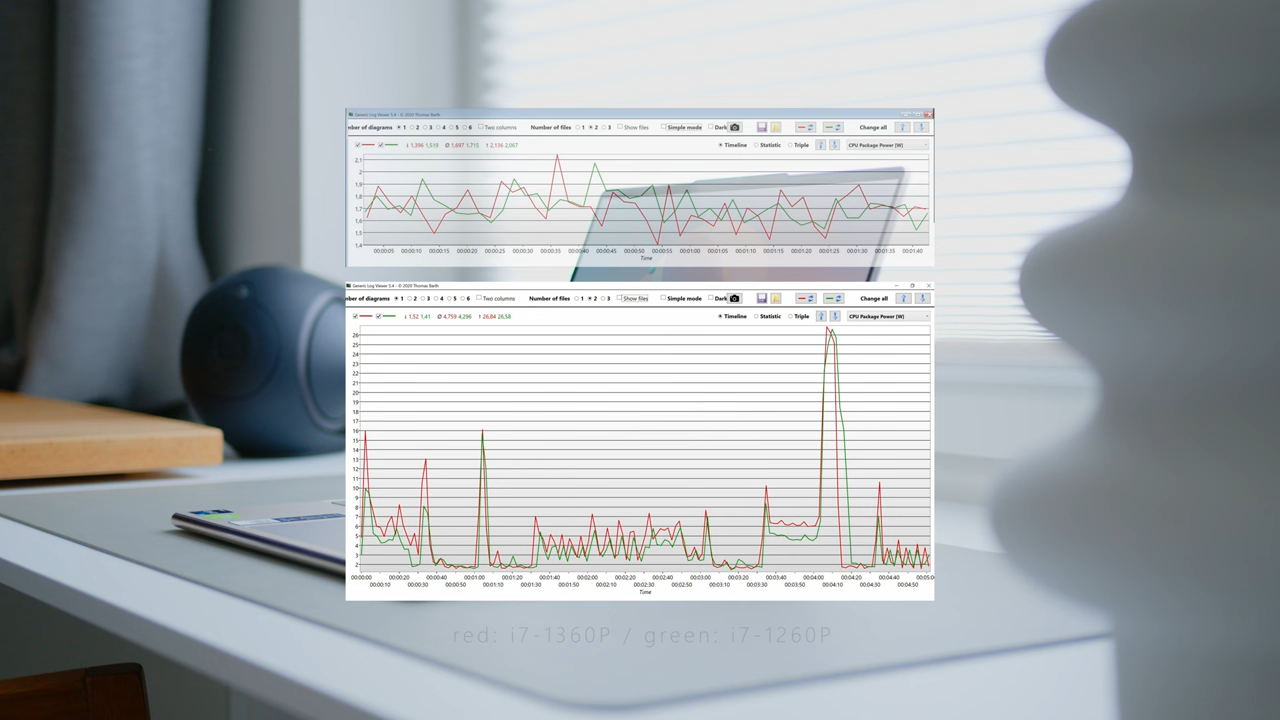 Generic Log Viewer 5.4 - © 2020 Thomas Barth
mber of diagrams 1 2 3 4 5 6 Two columns Number of files 1 2 3 Show files Simple mode Dark Change all
↓ 1,396 1,519 Ø 1,697 1,715 ↑ 2,136 2,067 Timeline Statistic Triple CPU Package Power [W]
2,1
2
1,9
1,8
1,7
1,6
1,5
1,4
00:00:05 00:00:10 00:00:15 00:00:20 00:00:25 00:00:30 00:00:35 00:00:40 00:00:45 00:00:50 00:00:55 00:01:00 00:01:05 00:01:10 00:01:15 00:01:20 00:01:25 00:01:30 00:01:35 00:01:40
Time
Generic Log Viewer 5.4 - © 2020 Thomas Barth
mber of diagrams 1 2 3 4 5 6 Two columns Number of files 1 2 3 Show files Simple mode Dark Change all
↓ 1,52 1,41 Ø 4,759 4,296 ↑ 26,84 26,58 Timeline Statistic Triple CPU Package Power [W]
26
25
24
23
22
21
20
19
18
17
16
15
14
13
12
11
10
9
8
7
6
5
4
3
2
00:00:00 00:00:20 00:00:40 00:01:00 00:01:20 00:01:40 00:02:00 00:02:20 00:02:40 00:03:00 00:03:20 00:03:40 00:04:00 00:04:20 00:04:40 00:05:0
00:00:10 00:00:30 00:00:50 00:01:10 00:01:30 00:01:50 00:02:10 00:02:30 00:02:50 00:03:10 00:03:30 00:03:50 00:04:10 00:04:30 00:04:50
Time
red: i7-1360P / green: i7-1260P